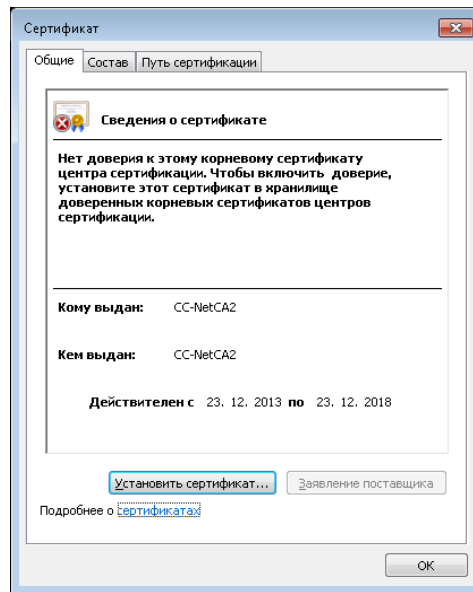 Сертификат
Общие Состав Путь сертификации
Сведения о сертификате
Нет доверия к этому корневому сертификату
центра сертификации. Чтобы включить доверие,
установите этот сертификат в хранилище
доверенных корневых сертификатов центров
сертификации.
Кому выдан: CC-NetCA2
Кем выдан: CC-NetCA2
Действителен с 23. 12. 2013 по 23. 12. 2018
Установить сертификат... Заявление поставщика
Подробнее о сертификатах
ОК